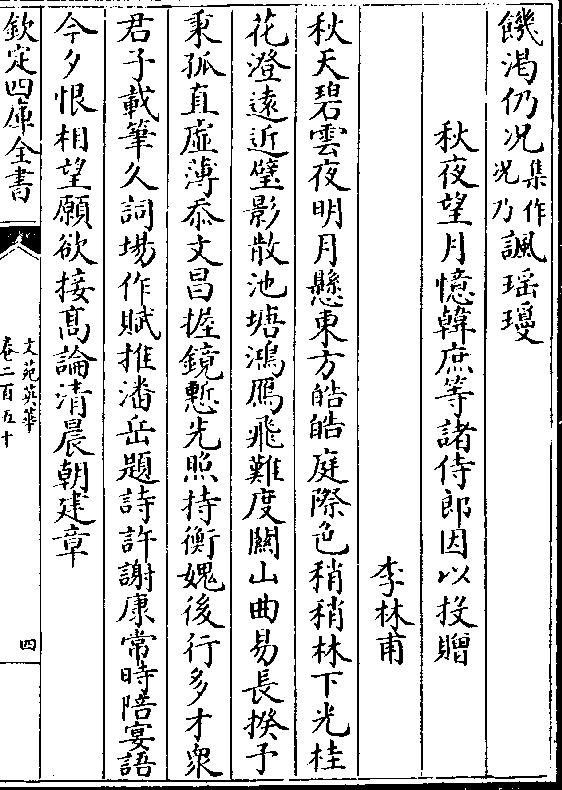 饑渴仍况集作况乃諷瑶瓊
秋夜望月憶韓庶等諸侍郎因以投贈
李林甫
秋天碧雲夜明月懸東方皓皓庭際色稍稍林下光桂
花澄遠近璧影散池塘鴻鴈飛難度關山曲易長揆予
秉孤直虚薄忝文昌握鏡慙光照持衡媿後行多才衆
君子載筆久詞場作賦推潘岳題詩許謝康常時陪宴語
今夕恨相望願欲接髙論清晨朝建章
欽定四庫全書
文苑英華
卷二百五十
四